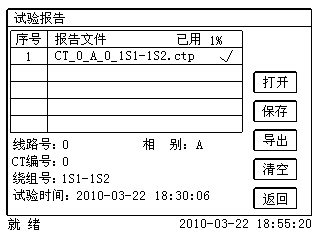 试验报告
序号 报告文件 已用 1%
1 CT_0_A_0_1S1-1S2.ctp
打开
保存
导出
清空
返回
线路号:0 相 别:A
CT编号:0
绕组号:1S1-1S2
试验时间:2010-03-22 18:30:06
就 绪 2010-03-22 18:55:20